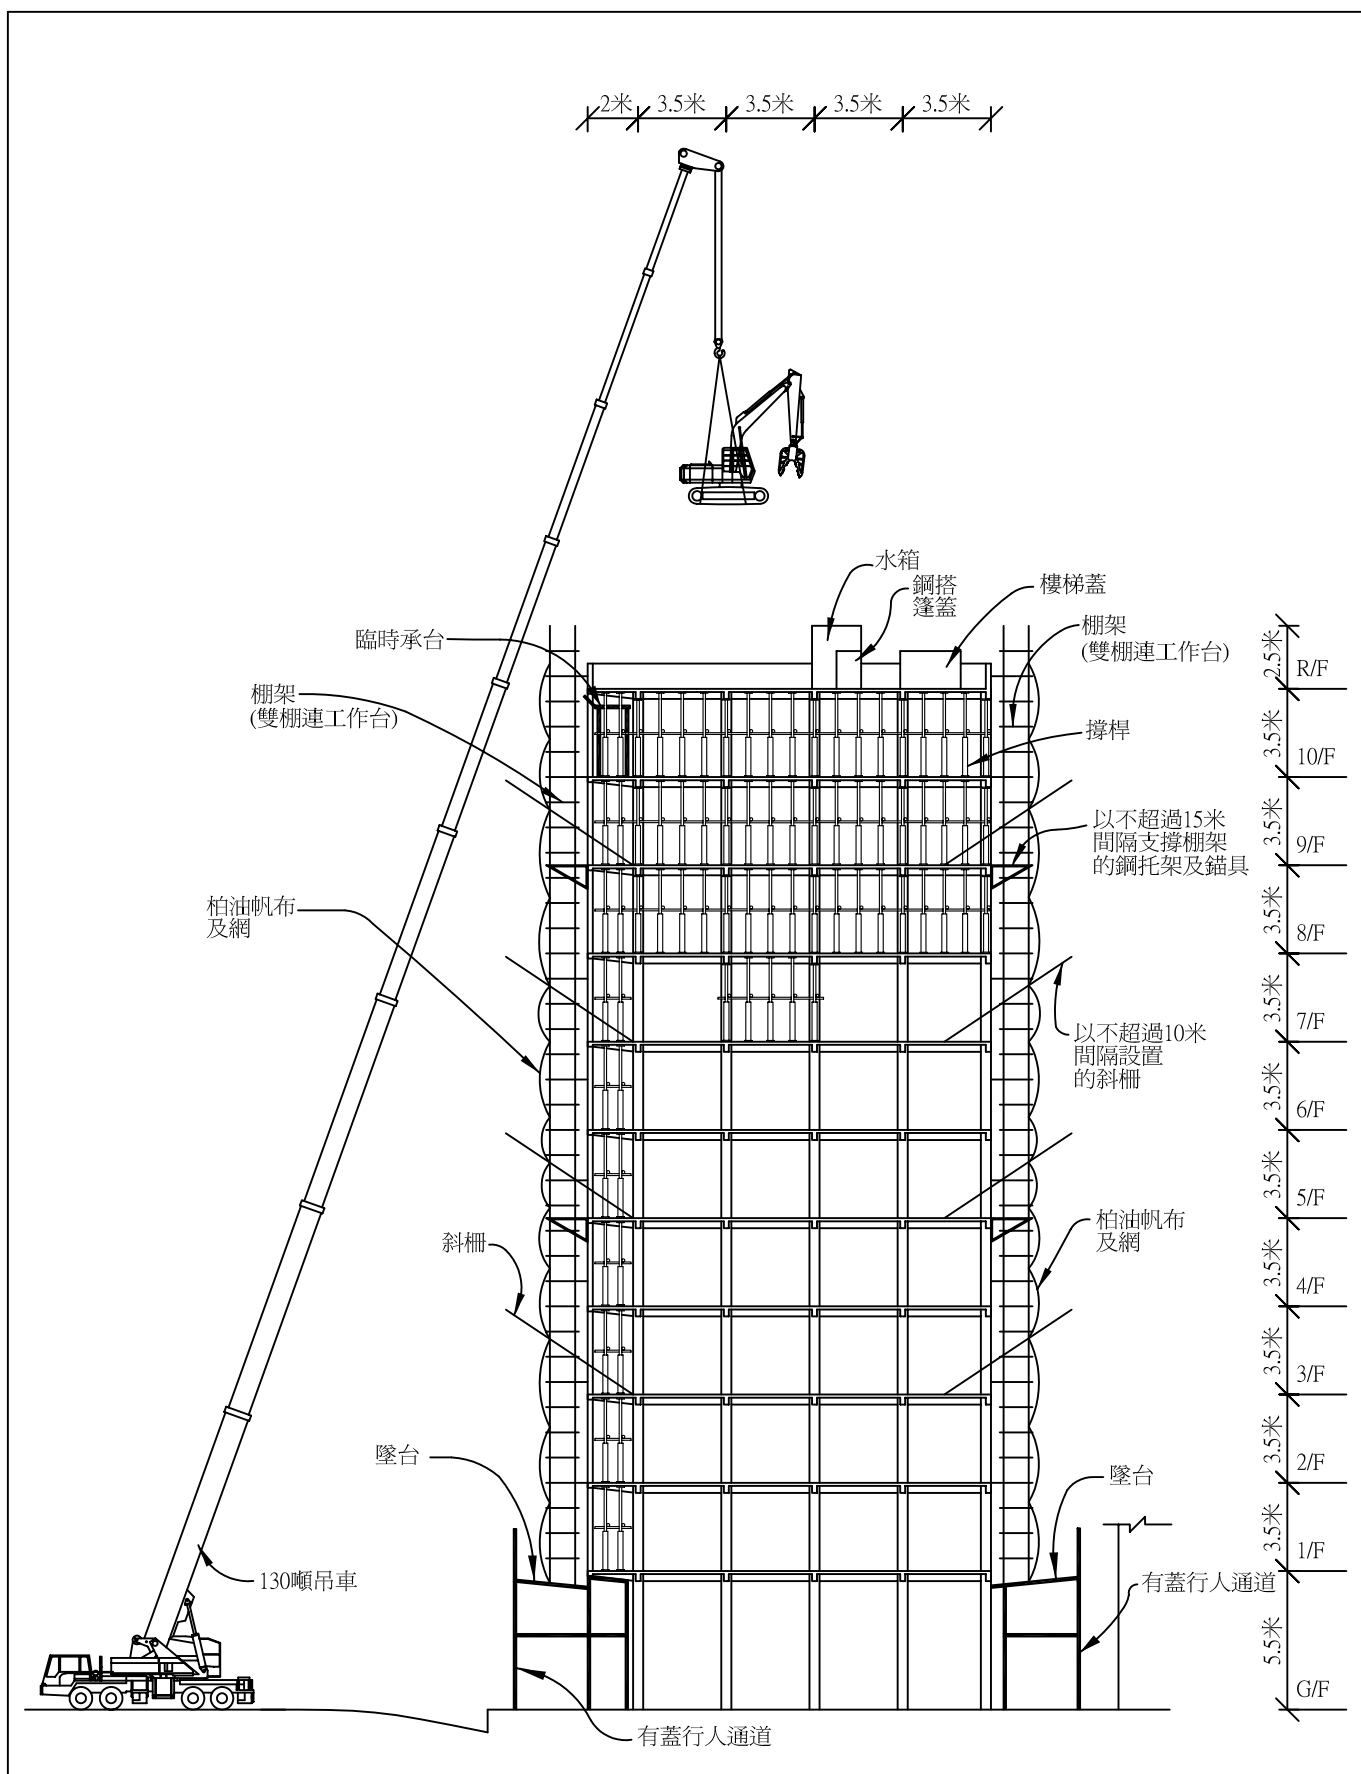 2米
3.5米
3.5米
3.5米
3.5米
水箱
鋼搭
篷蓋
樓梯蓋
臨時承台
棚架
(雙棚連工作台)
棚架
(雙棚連工作台)
撐桿
以不超過15米
間隔支撐棚架
的鋼托架及錨具
柏油帆布
及網
以不超過10米
間隔設置
的斜柵
斜柵
柏油帆布
及網
墜台
墜台
130噸吊車
有蓋行人通道
有蓋行人通道
2.5米
R/F
3.5米
10/F
3.5米
9/F
3.5米
8/F
3.5米
7/F
3.5米
6/F
3.5米
5/F
3.5米
4/F
3.5米
3/F
3.5米
2/F
3.5米
1/F
5.5米
G/F